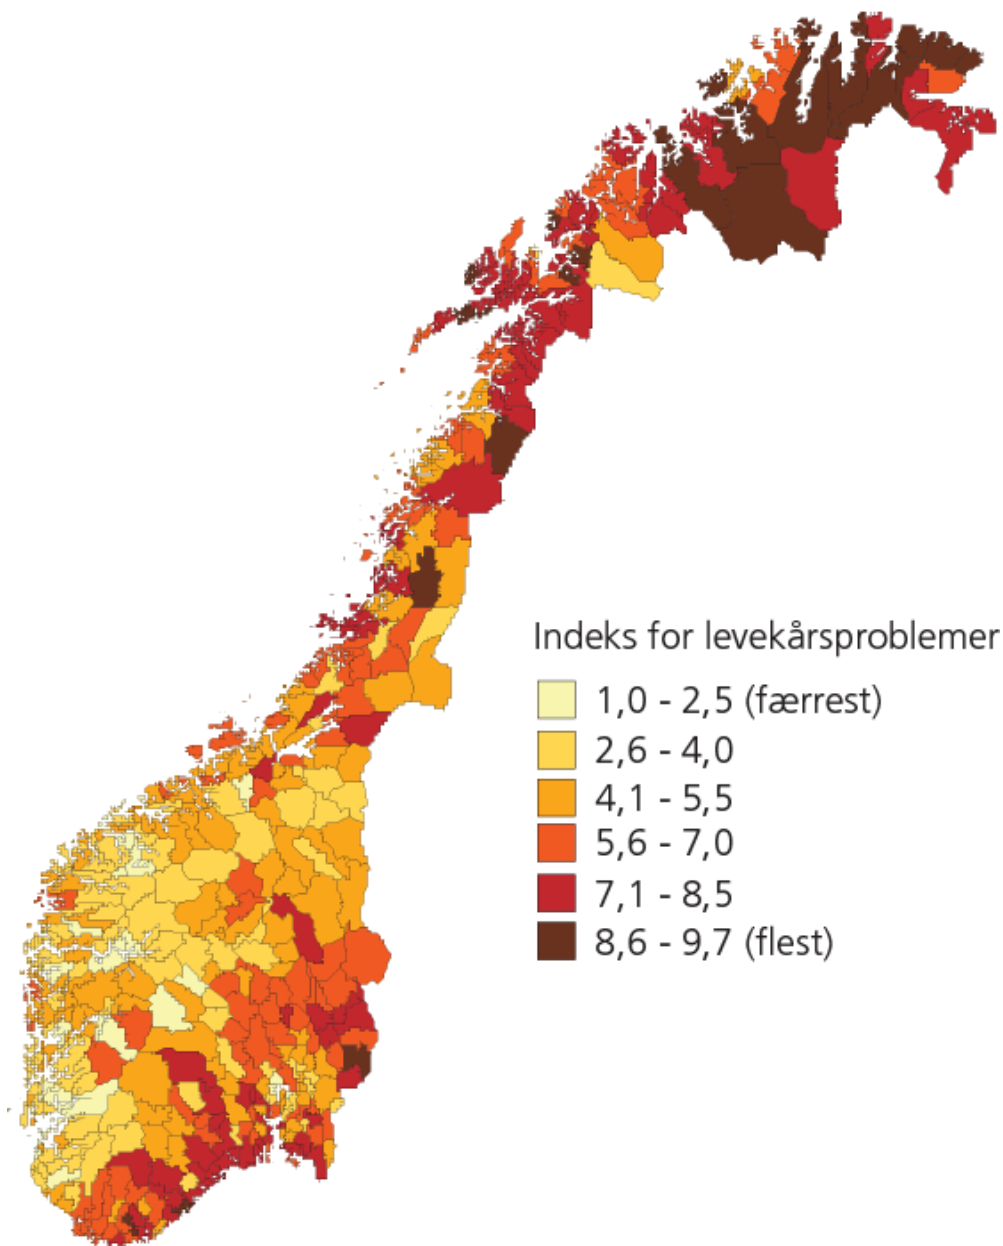 Indeks for levekårsproblemer
1,0 - 2,5 (færrest)
2,6 - 4,0
4,1 - 5,5
5,6 - 7,0
7,1 - 8,5
8,6 - 9,7 (flest)